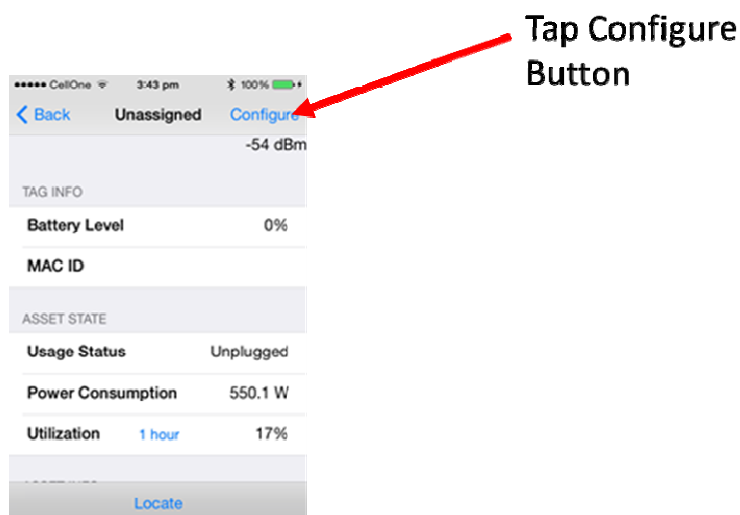 Tap Configure
Button
CellOne 3:43 pm 100%
Back Unassigned Configure
-54 dBm
TAG INFO
Battery Level 0%
MAC ID
ASSET STATE
Usage Status Unplugged
Power Consumption 550.1 W
Utilization 1 hour 17%
Locate